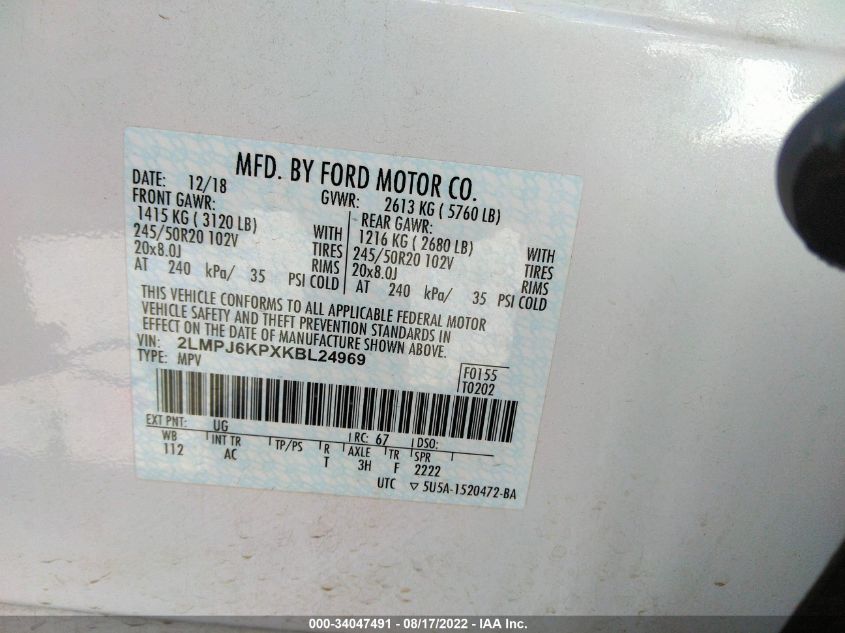 MFD. BY FORD MOTOR CO.
DATE: 12/18 GVWR: 2613 KG ( 5760 LB)
FRONT GAWR: REAR GAWR:
1415 KG ( 3120 LB) WITH 1216 KG ( 2680 LB) WITH
245/50R20 102V TIRES 245/50R20 102V TIRES
20x8.0J RIMS 20x8.0J RIMS
AT 240 kPa/ 35 PSI COLD AT 240 kPa/ 35 PSI COLD
THIS VEHICLE CONFORMS TO ALL APPLICABLE FEDERAL MOTOR
VEHICLE SAFETY AND THEFT PREVENTION STANDARDS IN
EFFECT ON THE DATE OF MANUFACTURE SHOWN ABOVE.
VIN: 2LMPJ6KPXKBL24969
TYPE: MPV
F0155
T0202
EXT PNT: UG RC: 67 DSO:
WB INT TR TP/PS R AXLE TR SPR
112 AC T 3H F 2222
UTC ▽ 5U5A-1520472-BA
000-34047491 - 08/17/2022 - IAA Inc.